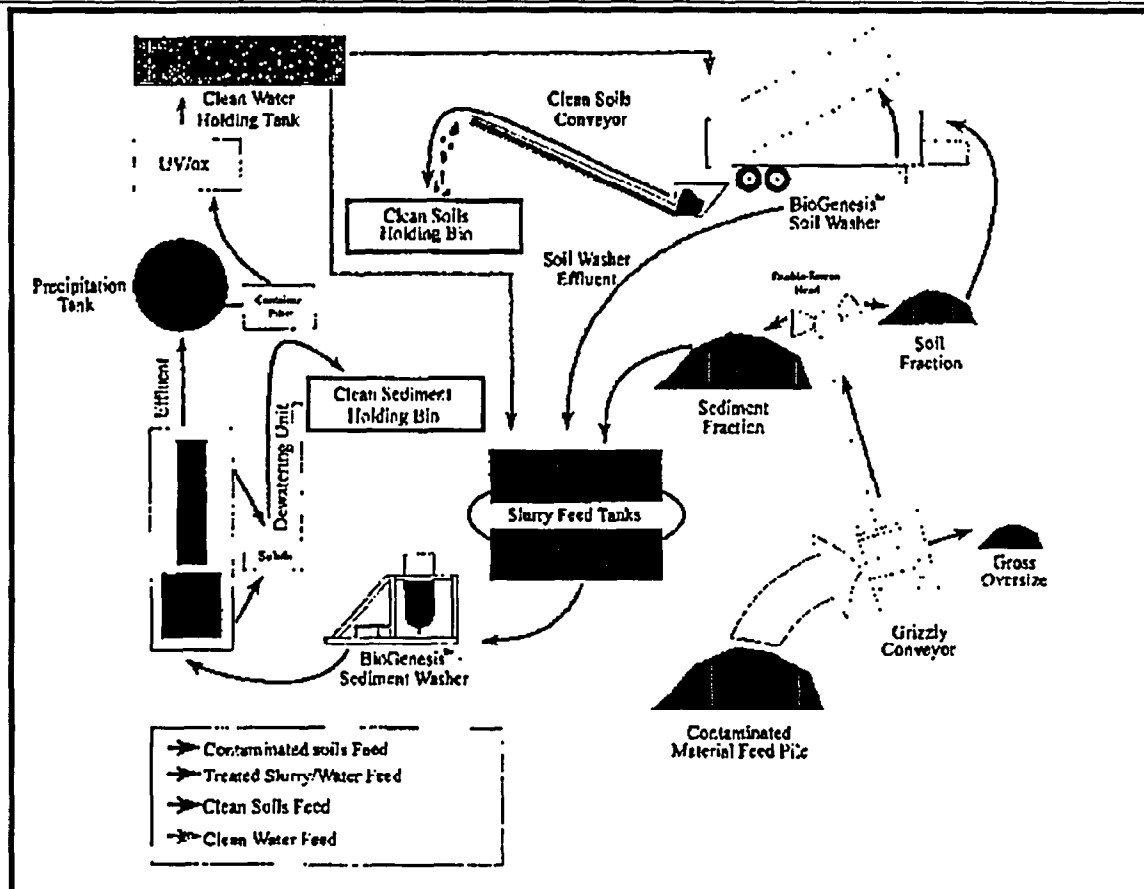 Clean Water
Holding Tank
UV/ox
Precipitation
Tank
Effluent
Dewatering Unit
Clean Soils
Conveyor
Clean Soils
Holding Bin
Clean Sediment
Holding Bin
Soil Washer
Effluent
BioGenesis™
Soil Washer
Head
Soil
Fraction
Sediment
Fraction
Slurry Feed Tanks
Gross
Oversize
Grizzly
Conveyor
BioGenesis™
Sediment Washer
Contaminated
Material Feed Pile
Contaminated soils Feed
Treated Slurry/Water Feed
Clean Soils Feed
Clean Water Feed